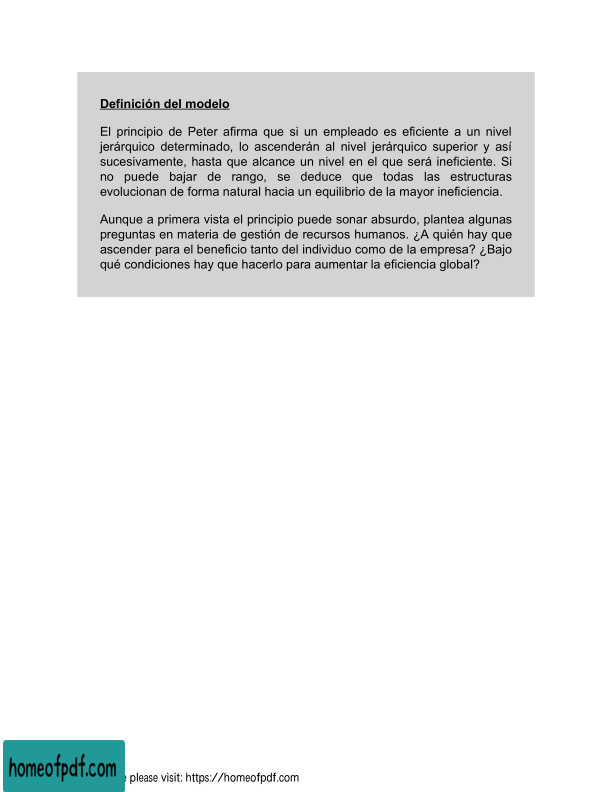 Definición del modelo
El principio de Peter afirma que si un empleado es eficiente a un nivel
jerárquico determinado, lo ascenderán al nivel jerárquico superior y así
sucesivamente, hasta que alcance un nivel en el que será ineficiente. Si
no puede bajar de rango, se deduce que todas las estructuras
evolucionan de forma natural hacia un equilibrio de la mayor ineficiencia.
Aunque a primera vista el principio puede sonar absurdo, plantea algunas
preguntas en materia de gestión de recursos humanos. ¿A quién hay que
ascender para el beneficio tanto del individuo como de la empresa? ¿Bajo
qué condiciones hay que hacerlo para aumentar la eficiencia global?
homeofpdf.com
please visit: https://homeofpdf.com